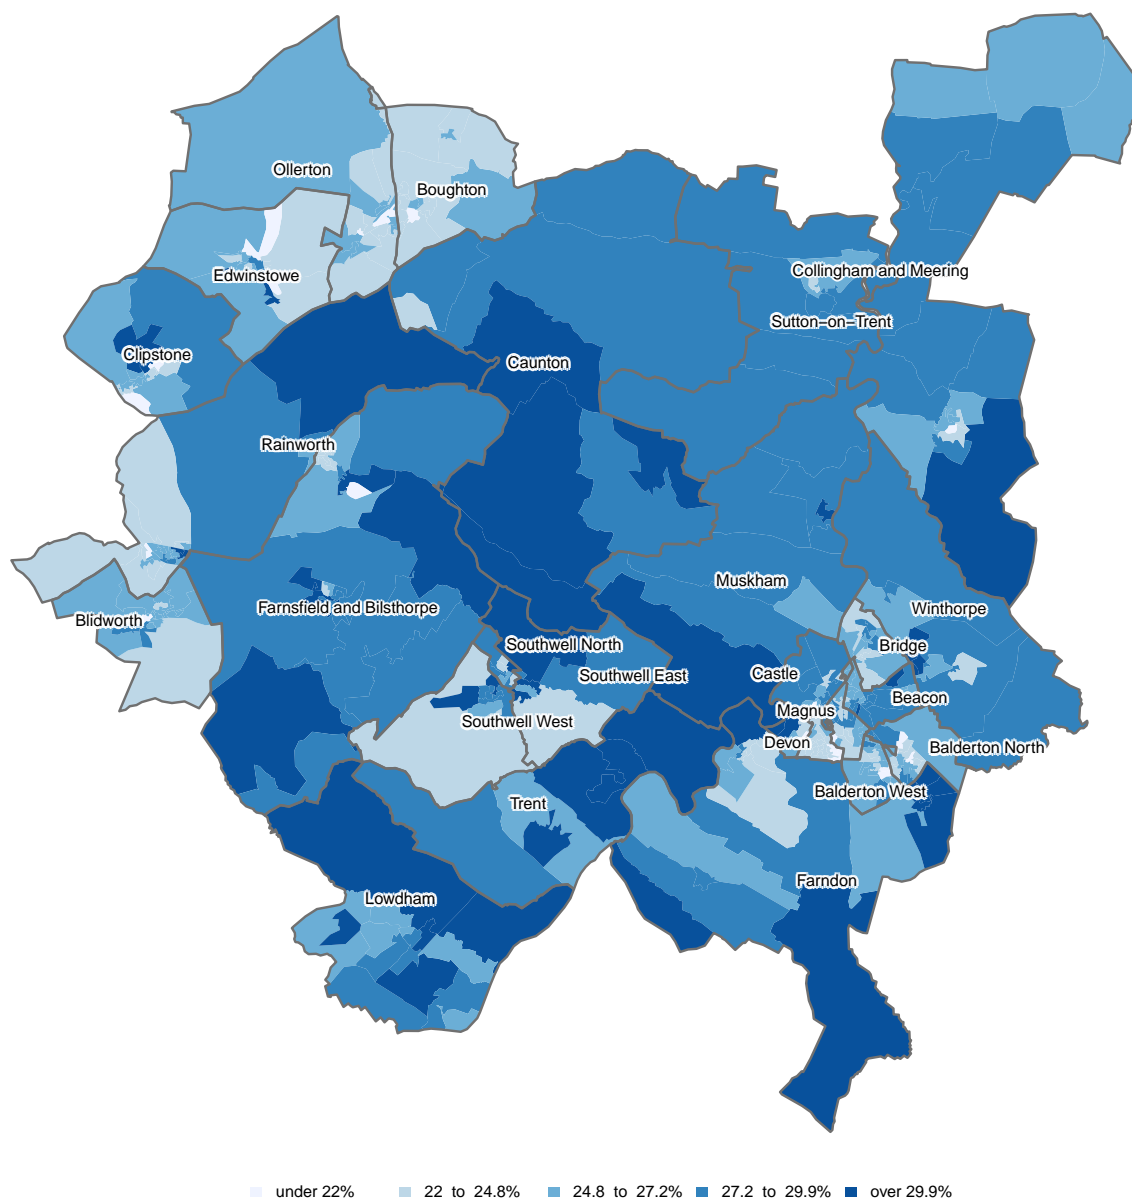 Ollerton
Boughton
Edwinstowe
Collingham and Meering
Sutton−on−Trent
Clipstone
Caunton
Rainworth
Muskham
Farnsfield and Bilsthorpe
Winthorpe
Blidworth
Southwell North
Bridge
Southwell East
Castle
Beacon
Magnus
Southwell West
Devon
Balderton North
Balderton West
Trent
Farndon
Lowdham
under 22% 22 to 24.8% 24.8 to 27.2% 27.2 to 29.9% over 29.9%